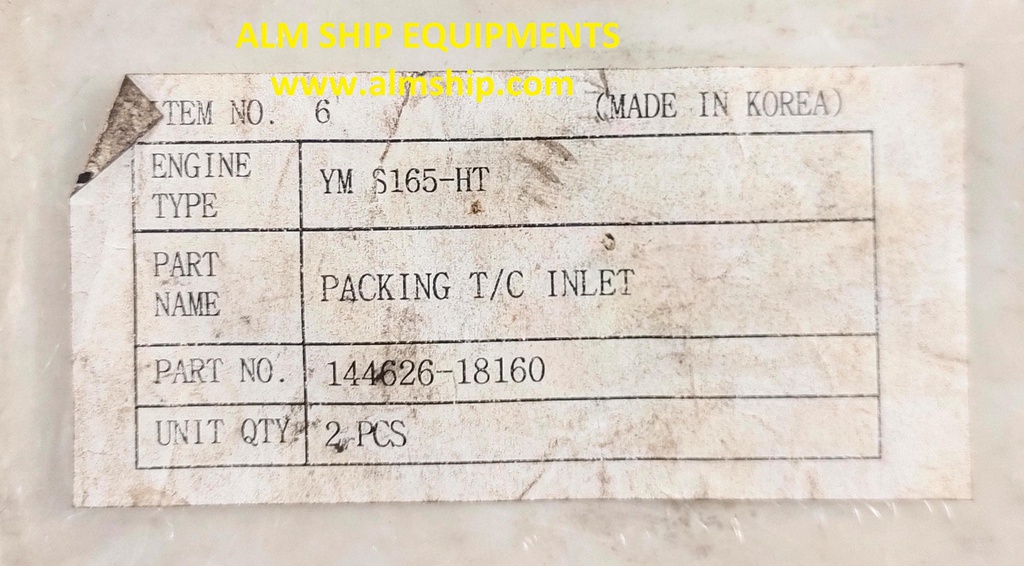 ALM SHIP EQUIPMENTS
www.almship.com
ITEM NO. 6 (MADE IN KOREA)
ENGINE TYPE YM S165-HT
PART NAME PACKING T/C INLET
PART NO. 144626-18160
UNIT QTY 2 PCS